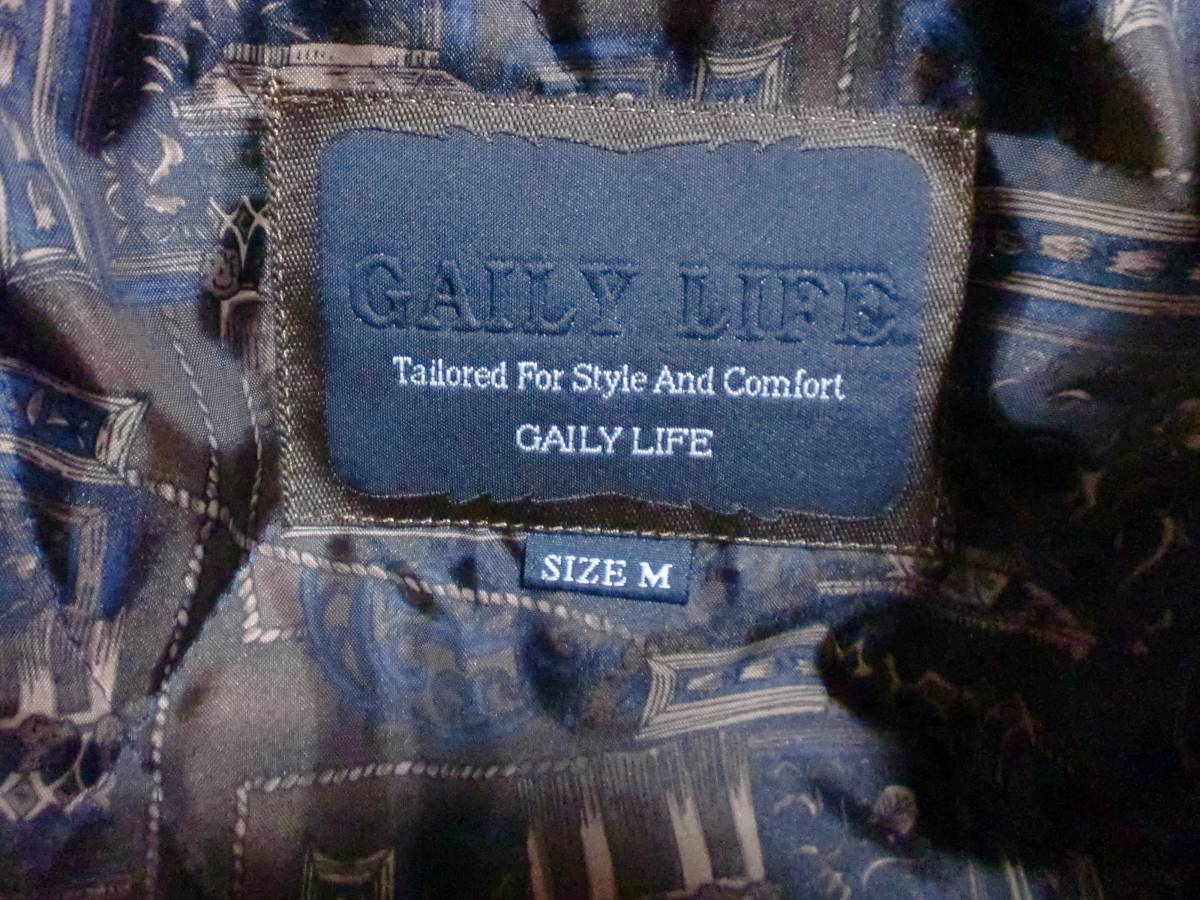 GAILY LIFE
Tailored For Style And Comfort
GAILY LIFE
SIZE M